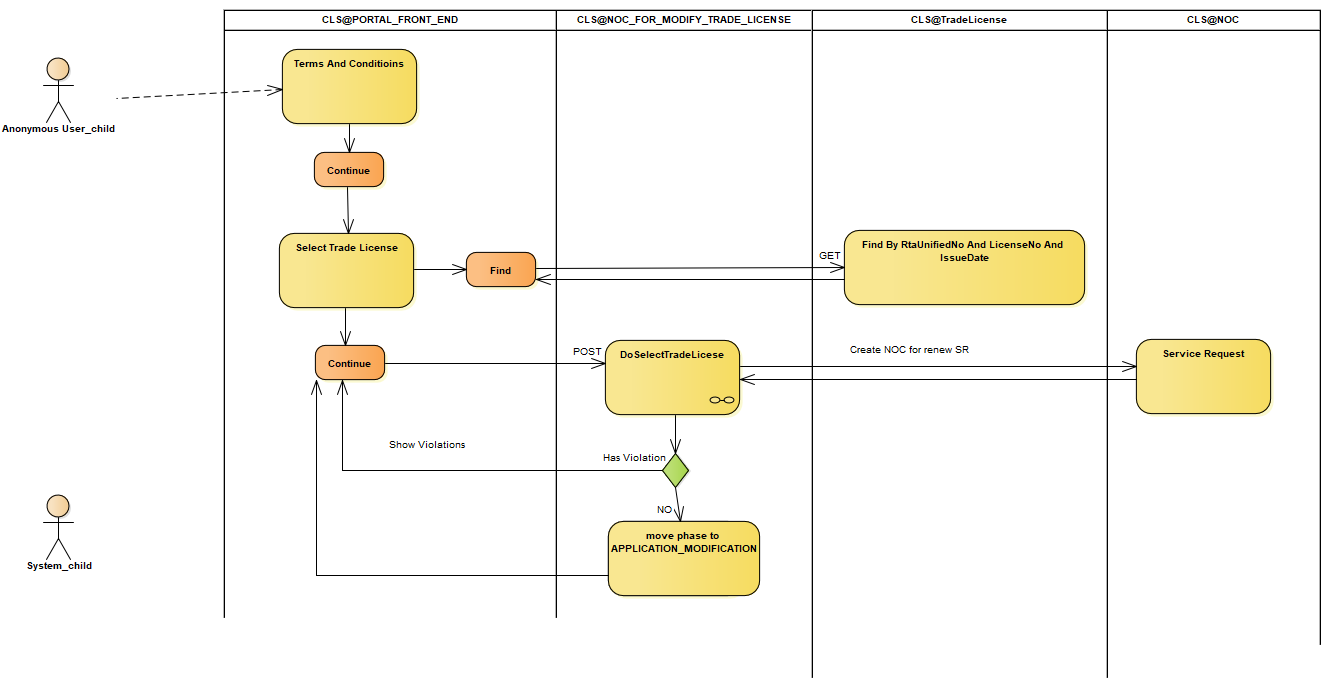 CLS@PORTAL_FRONT_END
CLS@NOC_FOR_MODIFY_TRADE_LICENSE
CLS@TradeLicense
CLS@NOC
Terms And Conditioins
Anonymous User_child
Continue
Select Trade License
Find
GET
Find By RtaUnifiedNo And LicenseNo And
IssueDate
Continue
POST
DoSelectTradeLicese
Create NOC for renew SR
Service Request
Show Violations
Has Violation
NO
move phase to
APPLICATION_MODIFICATION
System_child